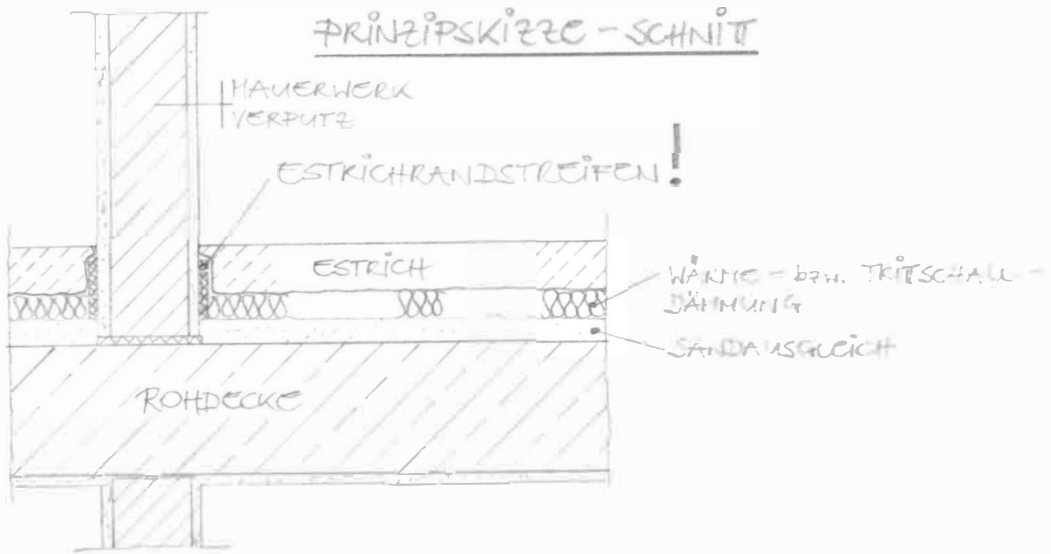 PRINZIPSKIZZE - SCHNITT
MAUERWERK
VERPUTZ
ESTRICHRANDSTREIFEN!
ESTRICH
WÄRME - bzw. TRITTSCHALL -
DÄMMUNG
SANDAUSGLEICH
ROHDECKE